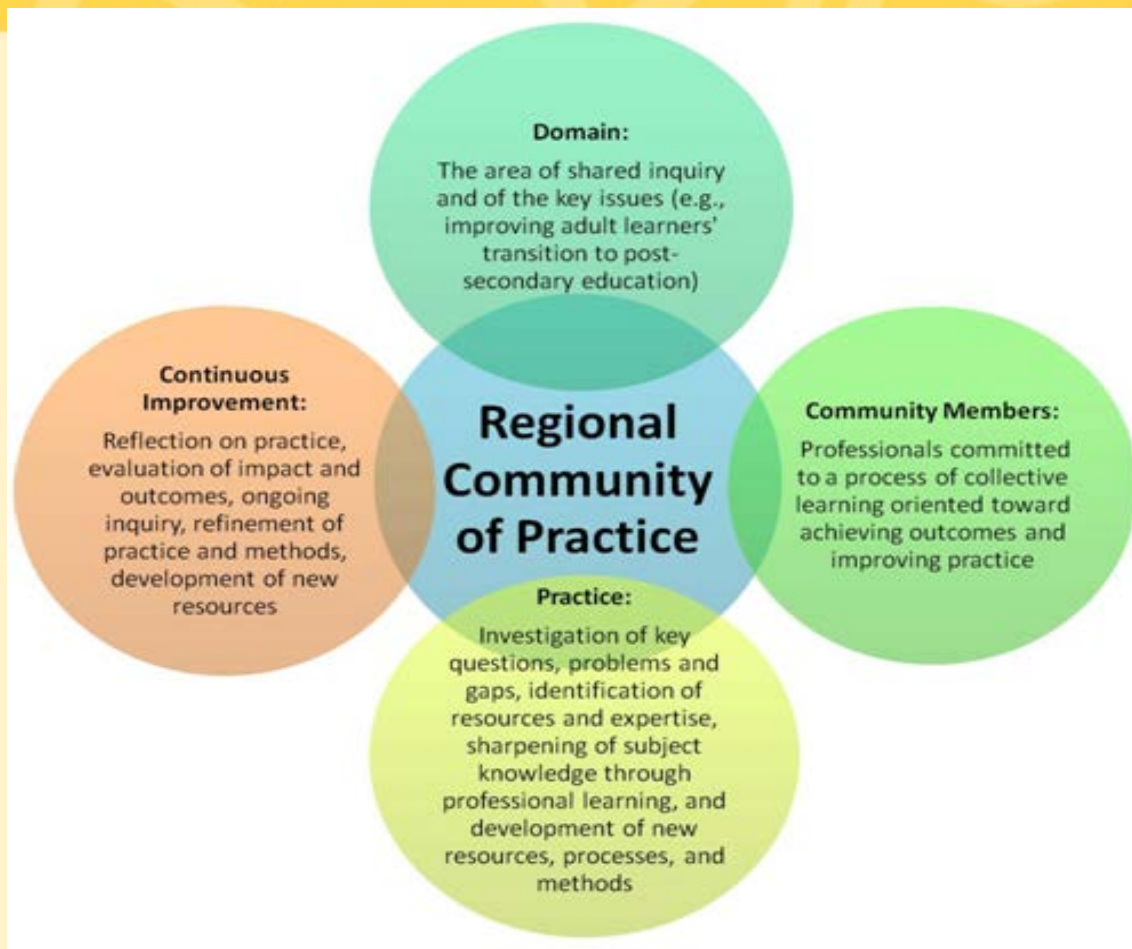 Domain:
The area of shared inquiry
and of the key issues (e.g.,
improving adult learners'
transition to post-
secondary education)
Continuous
Improvement:
Reflection on practice,
evaluation of impact and
outcomes, ongoing
inquiry, refinement of
practice and methods,
development of new
resources
Regional
Community
of Practice
Community Members:
Professionals committed
to a process of collective
learning oriented toward
achieving outcomes and
improving practice
Practice:
Investigation of key
questions, problems and
gaps, identification of
resources and expertise,
sharpening of subject
knowledge through
professional learning, and
development of new
resources, processes, and
methods